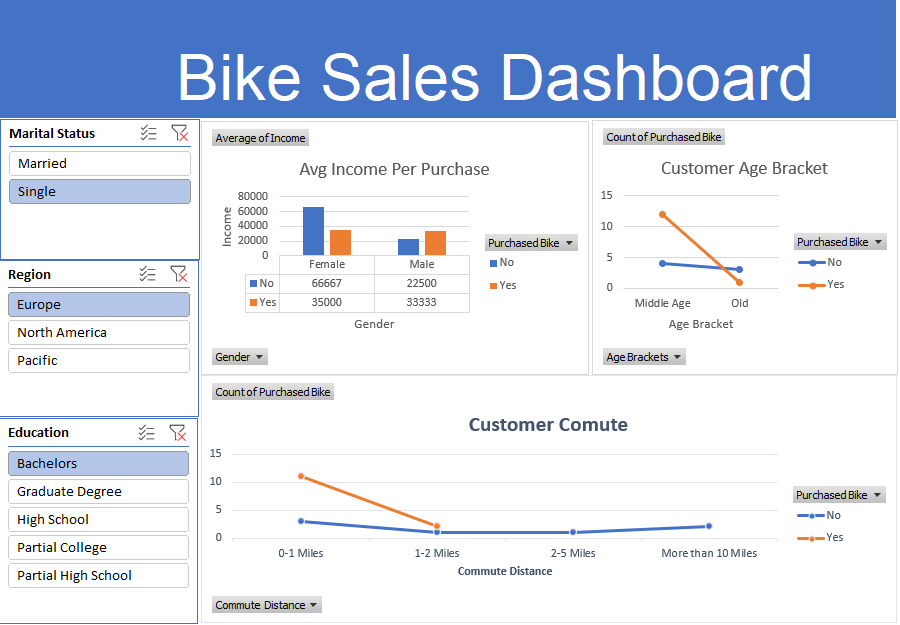 Bike Sales Dashboard
Marital Status
Married
Single
Region
Europe
North America
Pacific
Education
Bachelors
Graduate Degree
High School
Partial College
Partial High School
Average of Income
Avg Income Per Purchase
80000
60000
40000
20000
0
Income
Female Male
No 66667 22500
Yes 35000 33333
Gender
Purchased Bike
No
Yes
Gender
Count of Purchased Bike
Customer Age Bracket
15
10
5
0
Middle Age Old
Age Bracket
Purchased Bike
No
Yes
Age Brackets
Count of Purchased Bike
Customer Comute
15
10
5
0
0-1 Miles 1-2 Miles 2-5 Miles More than 10 Miles
Commute Distance
Purchased Bike
No
Yes
Commute Distance